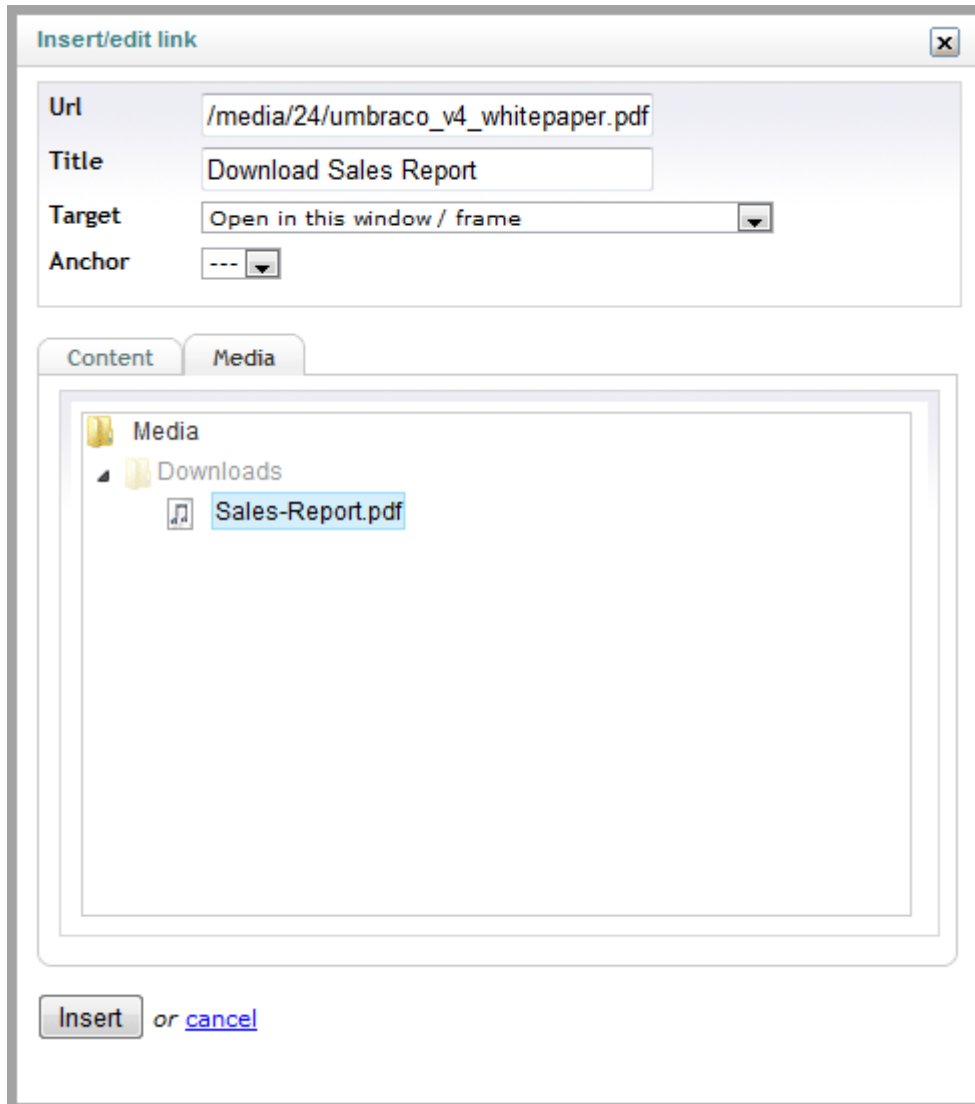 Insert/edit link
Url /media/24/umbraco_v4_whitepaper.pdf
Title Download Sales Report
Target Open in this window / frame
Anchor ---
Content Media
Media
Downloads
Sales-Report.pdf
Insert or cancel